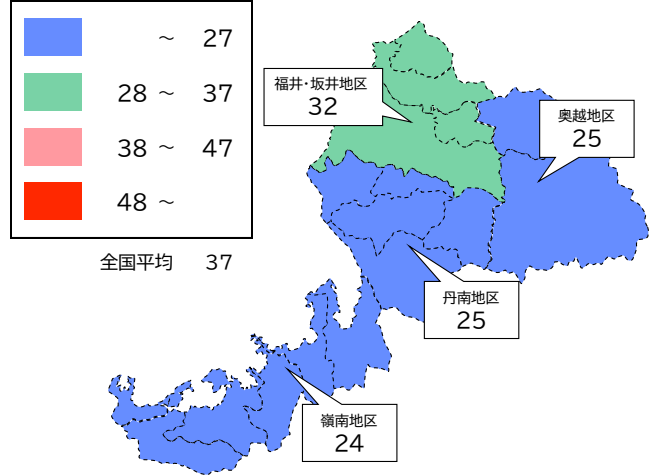 ～ 27
28 ～ 37
38 ～ 47
48 ～
全国平均 37
福井・坂井地区
32
奥越地区
25
丹南地区
25
嶺南地区
24